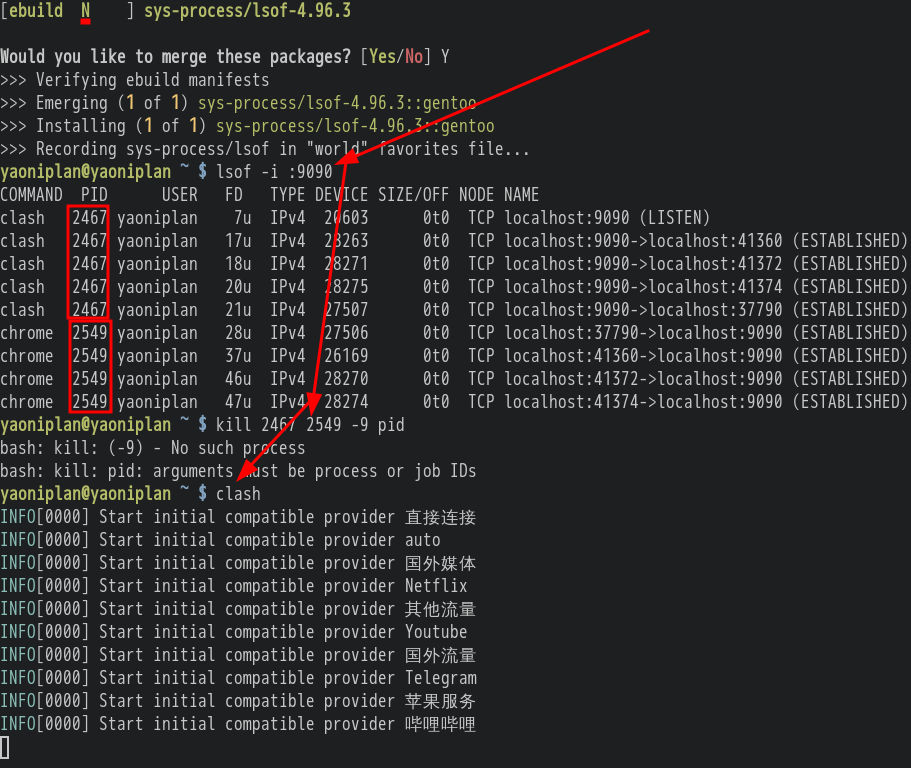 [ebuild  N    ] sys-process/lsof-4.96.3
Would you like to merge these packages? [Yes/No] Y
>>> Verifying ebuild manifests
>>> Emerging (1 of 1) sys-process/lsof-4.96.3::gentoo
>>> Installing (1 of 1) sys-process/lsof-4.96.3::gentoo
>>> Recording sys-process/lsof in "world" favorites file...
yaoniplan@yaoniplan ~ $ lsof -i :9090
COMMAND  PID     USER   FD   TYPE DEVICE SIZE/OFF NODE NAME
clash   2467 yaoniplan    7u  IPv4  20603      0t0  TCP localhost:9090 (LISTEN)
clash   2467 yaoniplan   17u  IPv4  28263      0t0  TCP localhost:9090->localhost:41360 (ESTABLISHED)
clash   2467 yaoniplan   18u  IPv4  28271      0t0  TCP localhost:9090->localhost:41372 (ESTABLISHED)
clash   2467 yaoniplan   20u  IPv4  28275      0t0  TCP localhost:9090->localhost:41374 (ESTABLISHED)
clash   2467 yaoniplan   21u  IPv4  27507      0t0  TCP localhost:9090->localhost:37790 (ESTABLISHED)
chrome  2549 yaoniplan   28u  IPv4  27506      0t0  TCP localhost:37790->localhost:9090 (ESTABLISHED)
chrome  2549 yaoniplan   37u  IPv4  26169      0t0  TCP localhost:41360->localhost:9090 (ESTABLISHED)
chrome  2549 yaoniplan   46u  IPv4  28270      0t0  TCP localhost:41372->localhost:9090 (ESTABLISHED)
chrome  2549 yaoniplan   47u  IPv4  28274      0t0  TCP localhost:41374->localhost:9090 (ESTABLISHED)
yaoniplan@yaoniplan ~ $ kill 2467 2549 -9 pid
bash: kill: (-9) - No such process
bash: kill: pid: arguments must be process or job IDs
yaoniplan@yaoniplan ~ $ clash
INFO[0000] Start initial compatible provider 直接连接
INFO[0000] Start initial compatible provider auto
INFO[0000] Start initial compatible provider 国外媒体
INFO[0000] Start initial compatible provider Netflix
INFO[0000] Start initial compatible provider 其他流量
INFO[0000] Start initial compatible provider Youtube
INFO[0000] Start initial compatible provider 国外流量
INFO[0000] Start initial compatible provider Telegram
INFO[0000] Start initial compatible provider 苹果服务
INFO[0000] Start initial compatible provider 哔哩哔哩